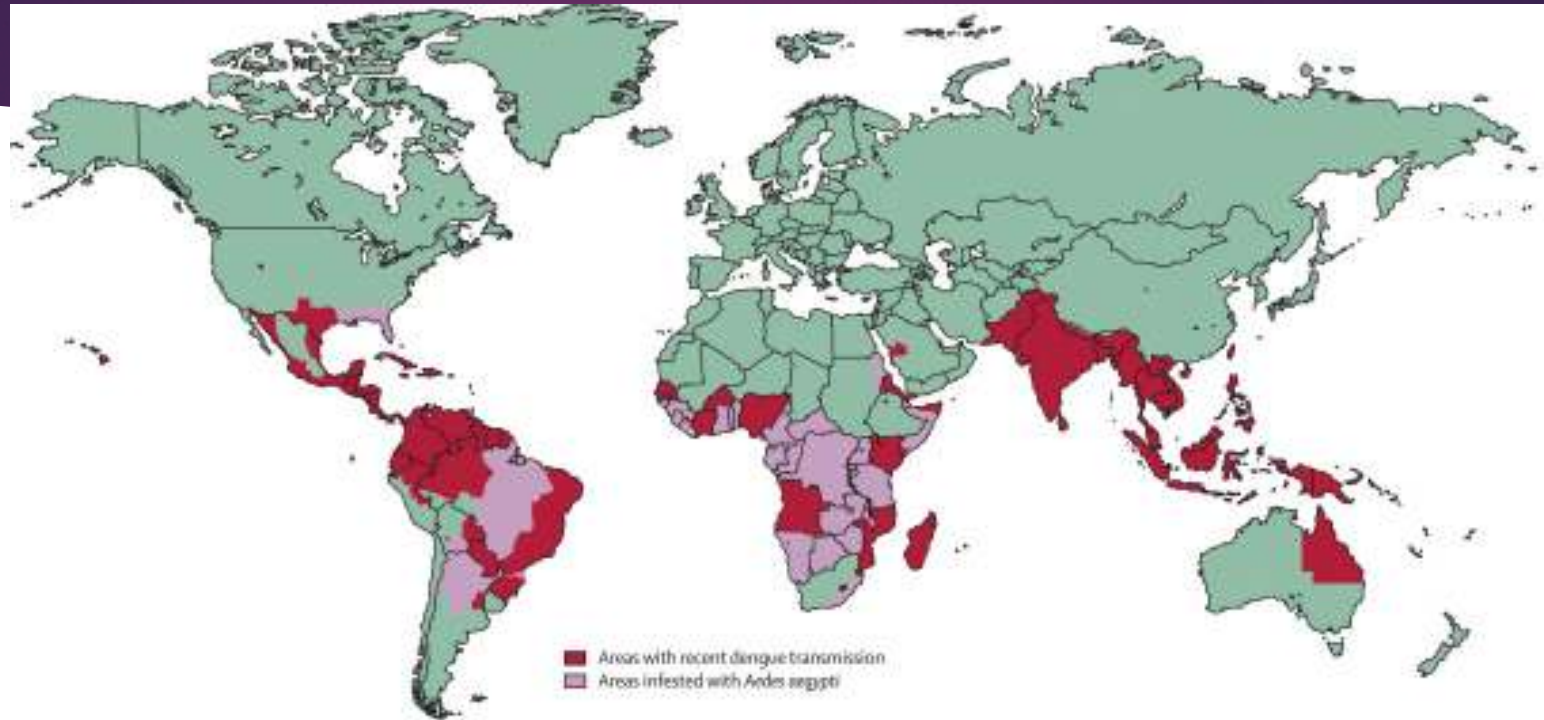 Areas with recent dengue transmission
Areas infested with Aedes aegypti